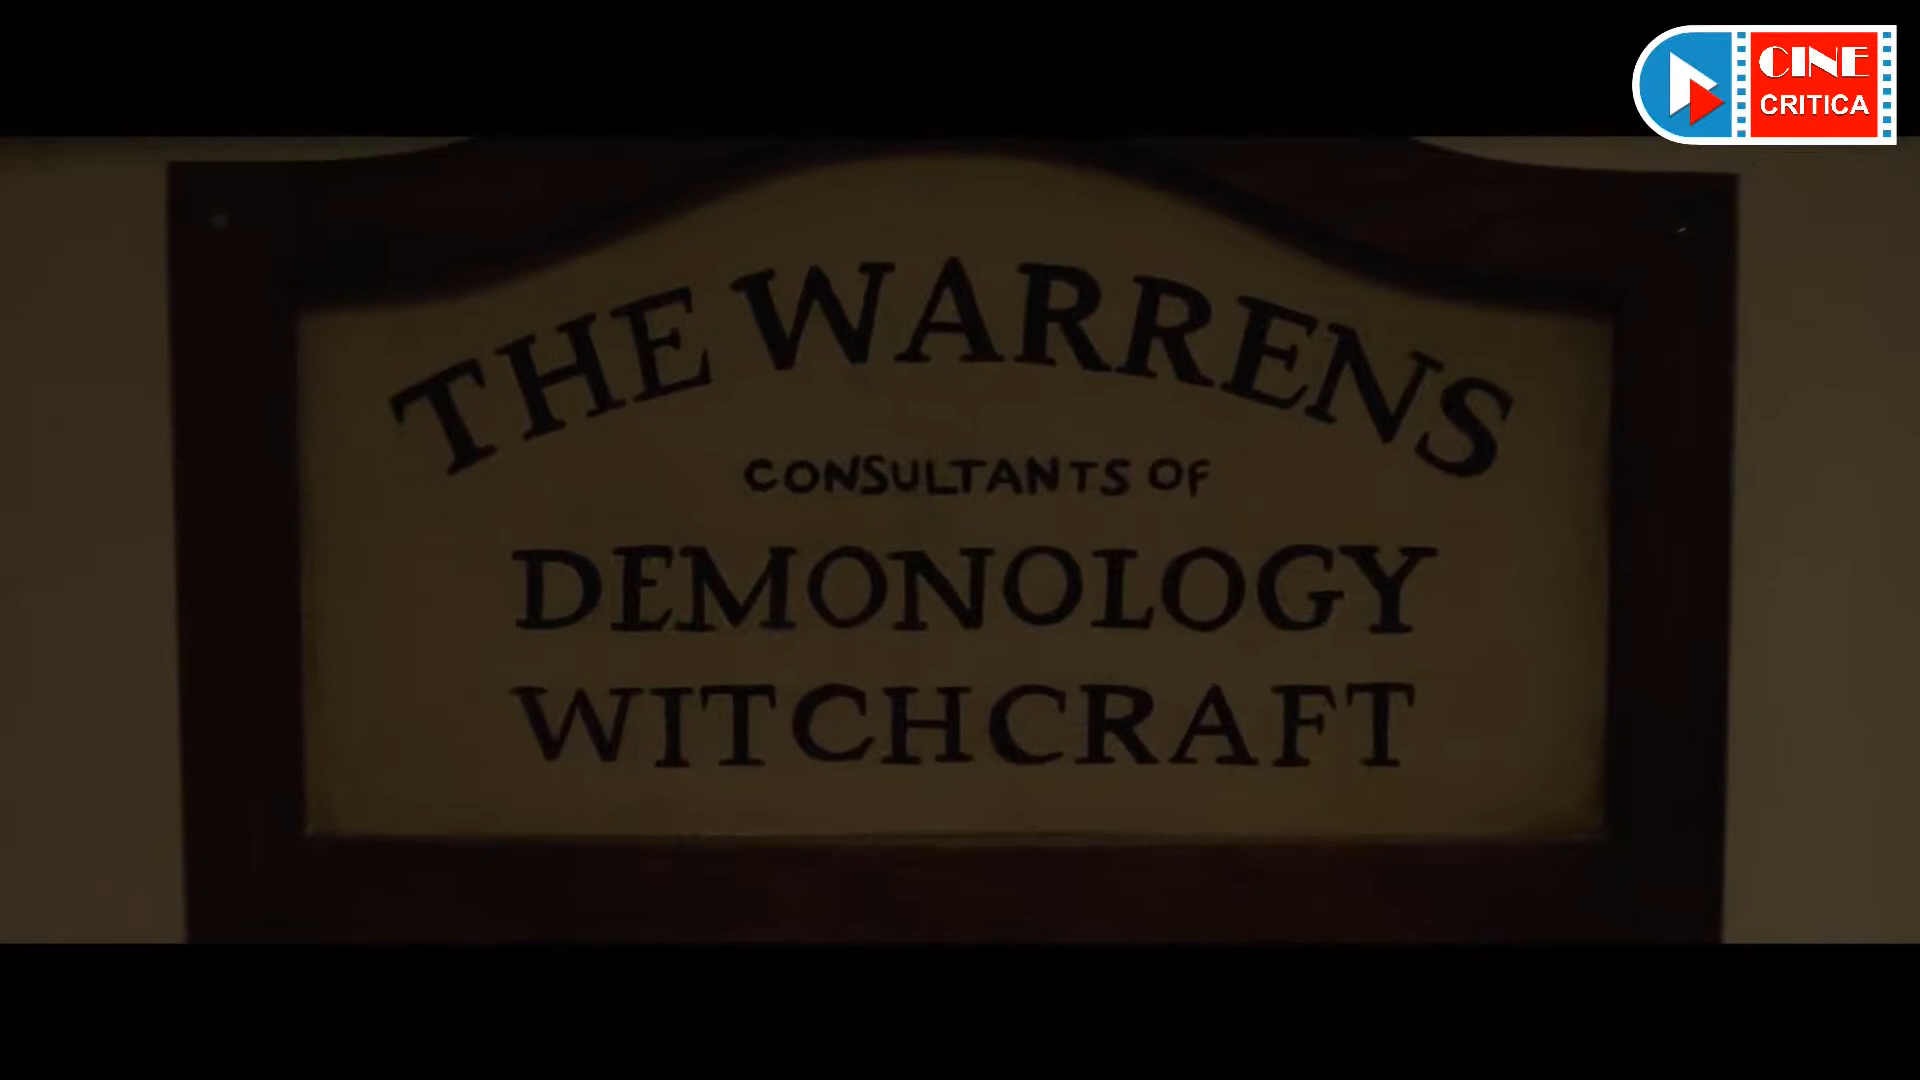 CINE
CRITICA
THE WARRENS
CONSULTANTS OF
DEMONOLOGY
WITCHCRAFT